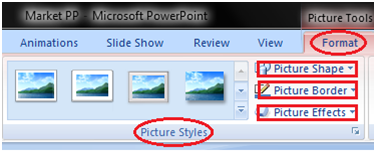 Market PP - Microsoft PowerPoint
Picture Tools
Animations Slide Show Review View Format
Picture Shape
Picture Border
Picture Effects
Picture Styles